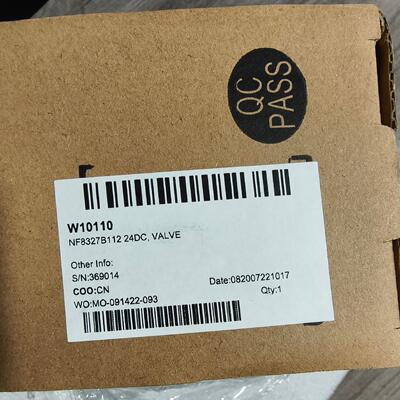 QC
PASS
W10110
NF8327B112 24DC, VALVE
Other Info:
S/N:369014
Date:082007221017
COO:CN
Qty:1
WO:MO-091422-093